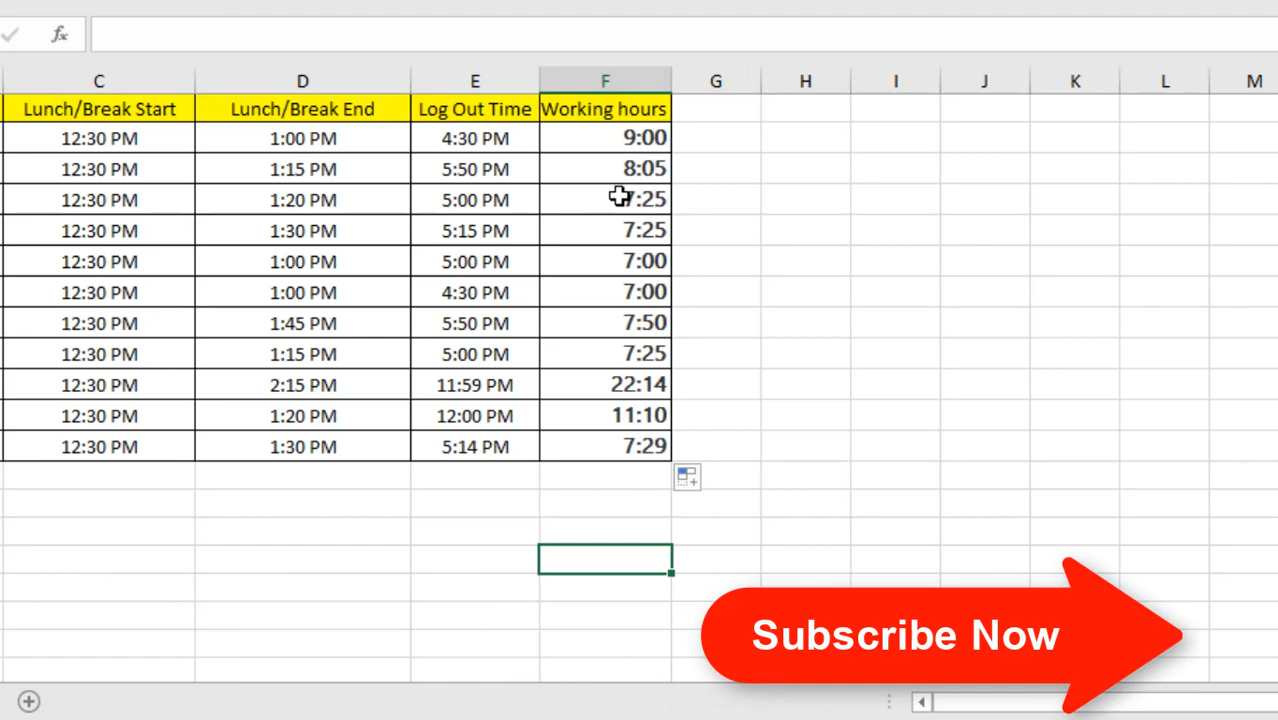 fx
C D E F G H I J K L M
Lunch/Break Start Lunch/Break End Log Out Time Working hours
12:30 PM 1:00 PM 4:30 PM 9:00
12:30 PM 1:15 PM 5:50 PM 8:05
12:30 PM 1:20 PM 5:00 PM 7:25
12:30 PM 1:30 PM 5:15 PM 7:25
12:30 PM 1:00 PM 5:00 PM 7:00
12:30 PM 1:00 PM 4:30 PM 7:00
12:30 PM 1:45 PM 5:50 PM 7:50
12:30 PM 1:15 PM 5:00 PM 7:25
12:30 PM 2:15 PM 11:59 PM 22:14
12:30 PM 1:20 PM 12:00 PM 11:10
12:30 PM 1:30 PM 5:14 PM 7:29
Subscribe Now